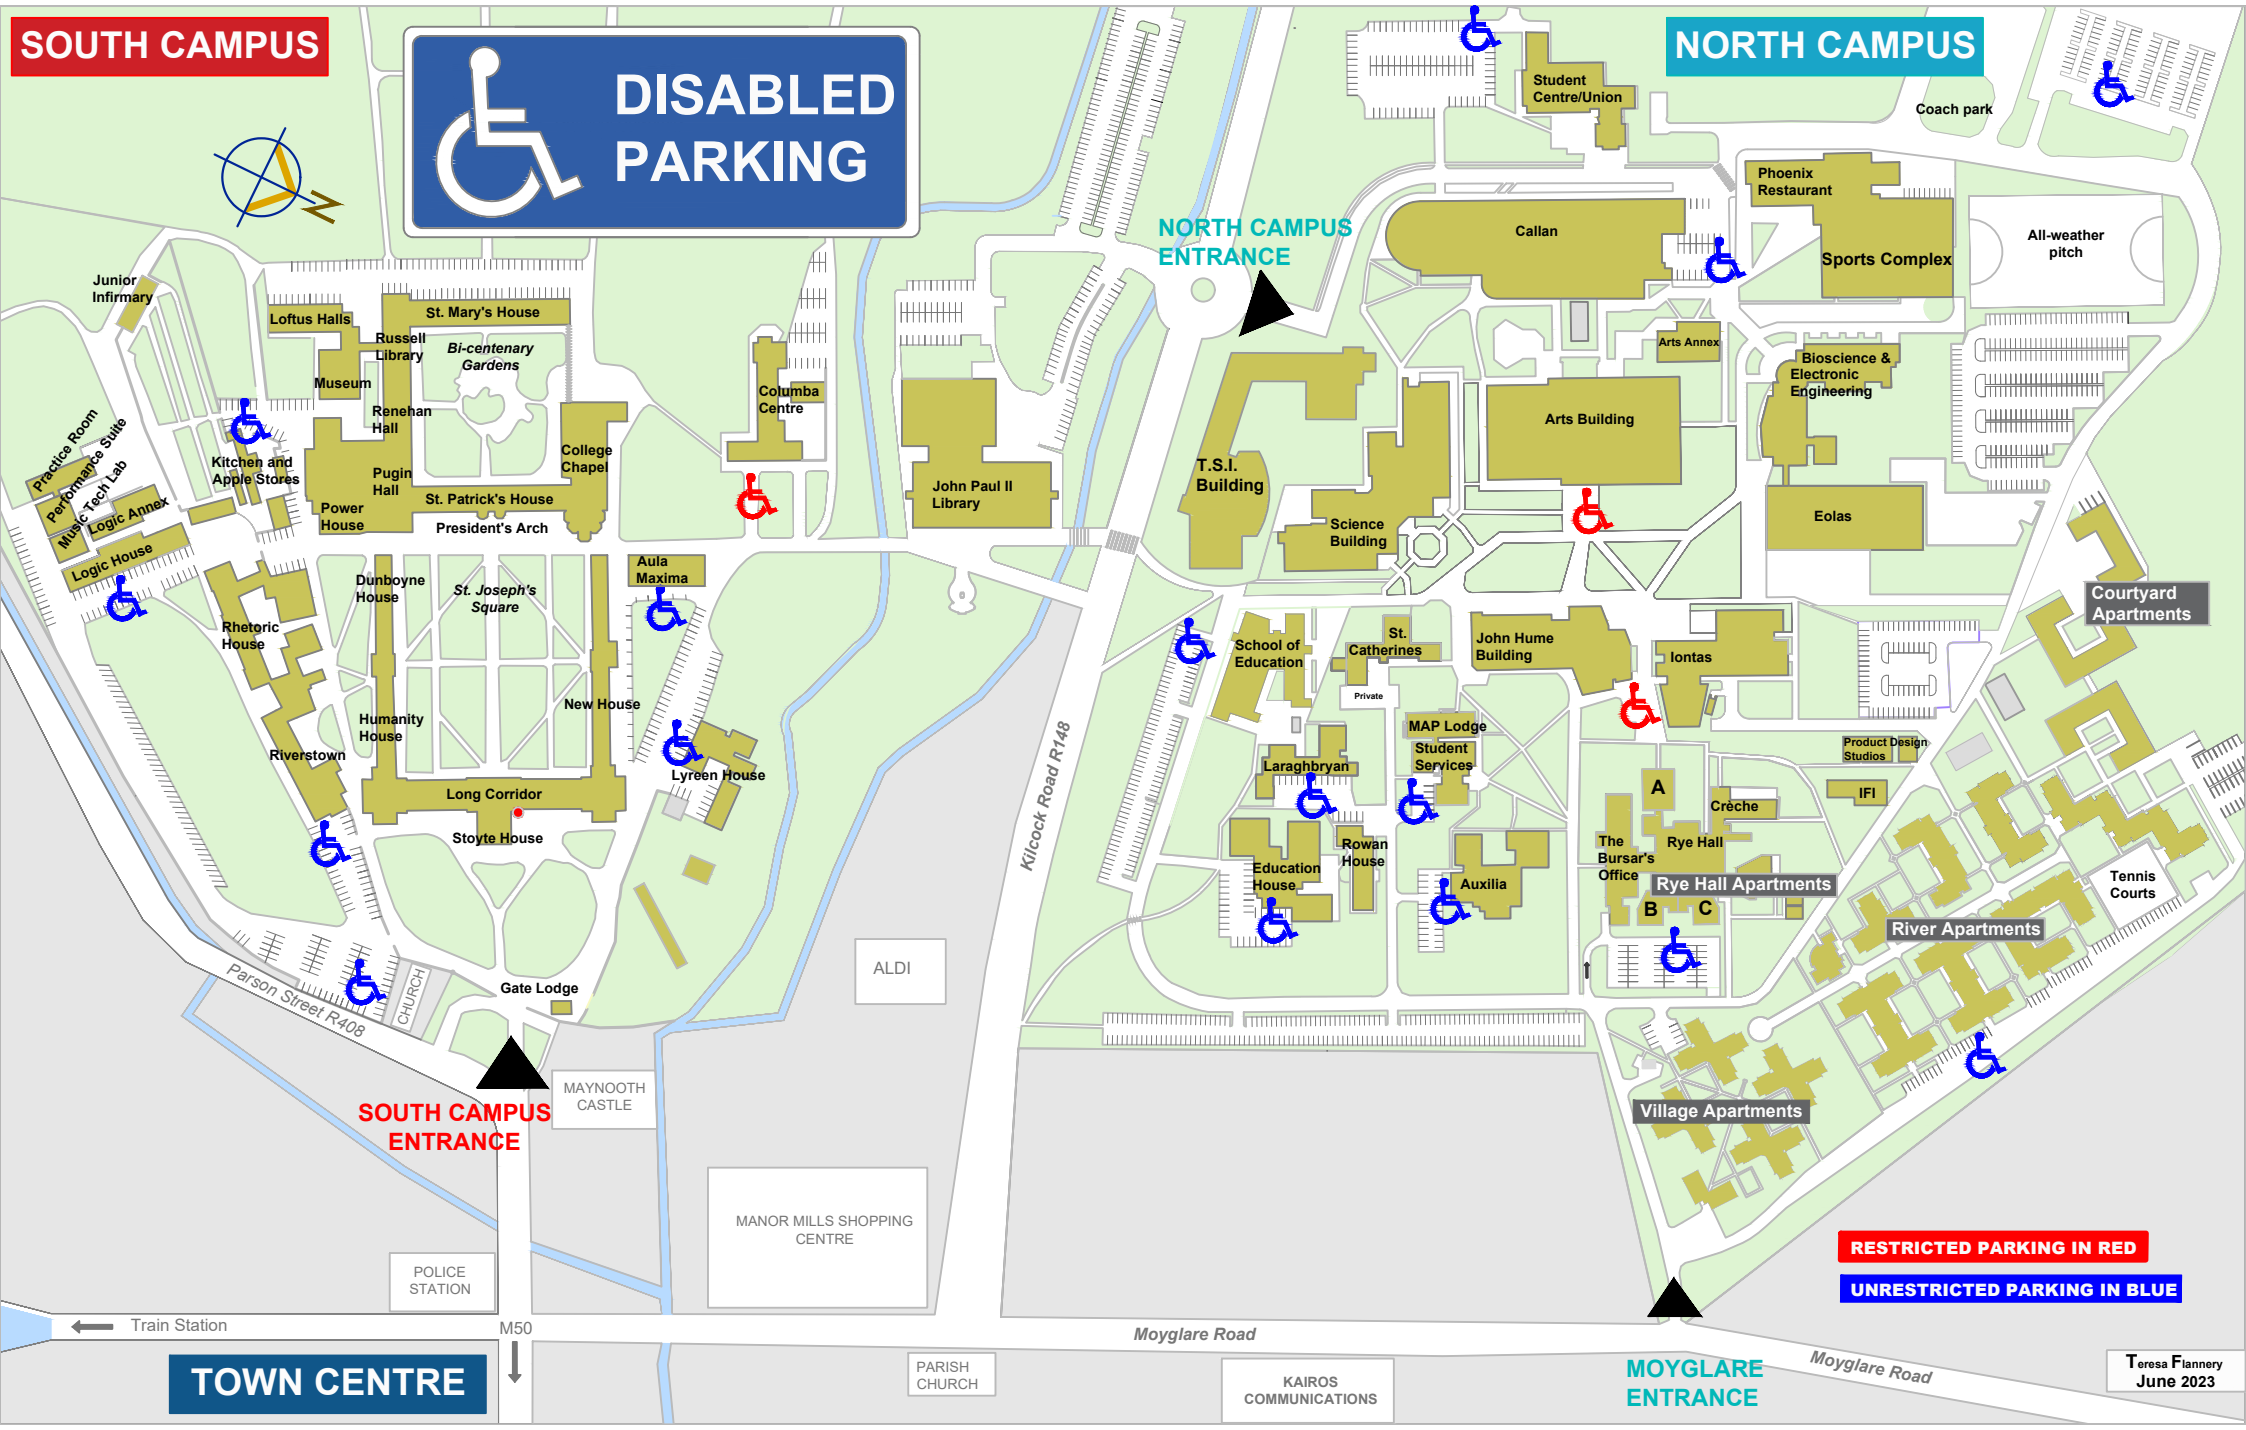 SOUTH CAMPUS
DISABLED
PARKING
NORTH CAMPUS
N
Student
Centre/Union
Coach park
Phoenix
Restaurant
Callan
Sports Complex
All-weather
pitch
NORTH CAMPUS
ENTRANCE
Junior
Infirmary
Loftus Halls
St. Mary's House
Russell
Library
Bi-centenary
Gardens
Museum
Renehan
Hall
Columba
Centre
College
Chapel
Pugin
Hall
Kitchen and
Apple Stores
Practice Room
Performance Suite
Music Tech Lab
Logic Annex
Logic House
Power
House
St. Patrick's House
President's Arch
John Paul II
Library
T.S.I.
Building
Science
Building
Arts Annex
Arts Building
Bioscience &
Electronic
Engineering
Eolas
Dunboyne
House
St. Joseph's
Square
Aula
Maxima
Rhetoric
House
Humanity
House
New House
Riverstown
Long Corridor
Stoyte House
Lyreen House
Gate Lodge
CHURCH
Parson Street R408
Kilcock Road R148
School of
Education
St.
Catherines
Private
John Hume
Building
Iontas
Courtyard
Apartments
MAP Lodge
Student
Services
Laraghbryan
Product Design
Studios
IFI
A
Crèche
Rye Hall
The
Bursar's
Office
Rye Hall Apartments
B
C
Rowan
House
Education
House
Auxilia
Tennis
Courts
River Apartments
Village Apartments
ALDI
MAYNOOTH
CASTLE
SOUTH CAMPUS
ENTRANCE
MANOR MILLS SHOPPING
CENTRE
POLICE
STATION
Train Station
M50
TOWN CENTRE
PARISH
CHURCH
Moyglare Road
KAIROS
COMMUNICATIONS
MOYGLARE
ENTRANCE
Moyglare Road
RESTRICTED PARKING IN RED
UNRESTRICTED PARKING IN BLUE
Teresa Flannery
June 2023